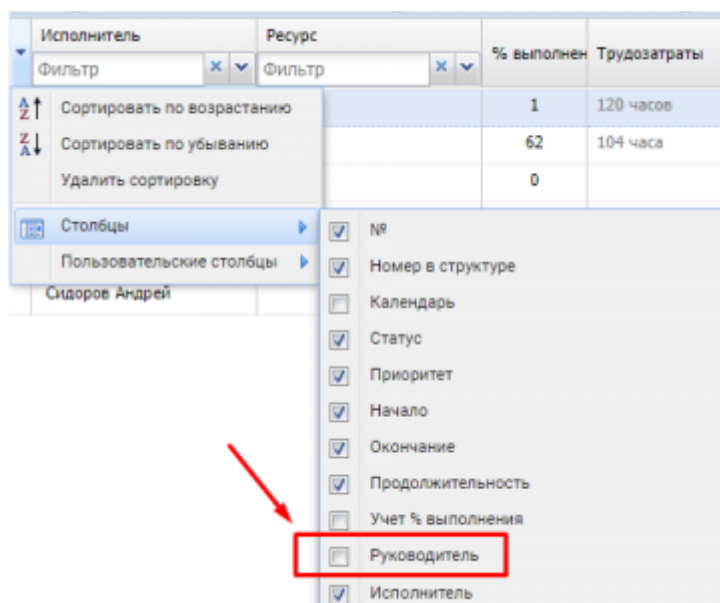 Исполнитель Ресурс
% выполнен Трудозатраты
Фильтр Фильтр
Сортировать по возрастанию 1 120 часов
Сортировать по убыванию 62 104 часа
Удалить сортировку 0
Столбцы №
Пользовательские столбцы Номер в структуре
Сидоров Андрей Календарь
Статус
Приоритет
Начало
Окончание
Продолжительность
Учет % выполнения
Руководитель
Исполнитель